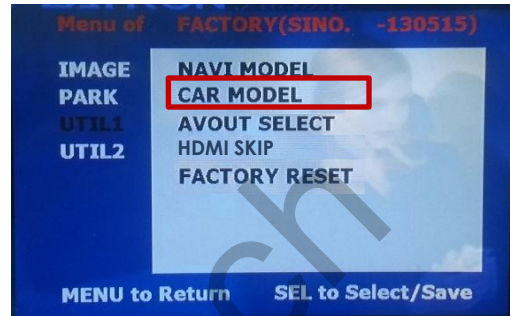 Menu of FACTORY(SINO. -130515)
IMAGE NAVI MODEL
PARK CAR MODEL
UTIL1 AVOUT SELECT
UTIL2 HDMI SKIP
FACTORY RESET
MENU to Return SEL to Select/Save